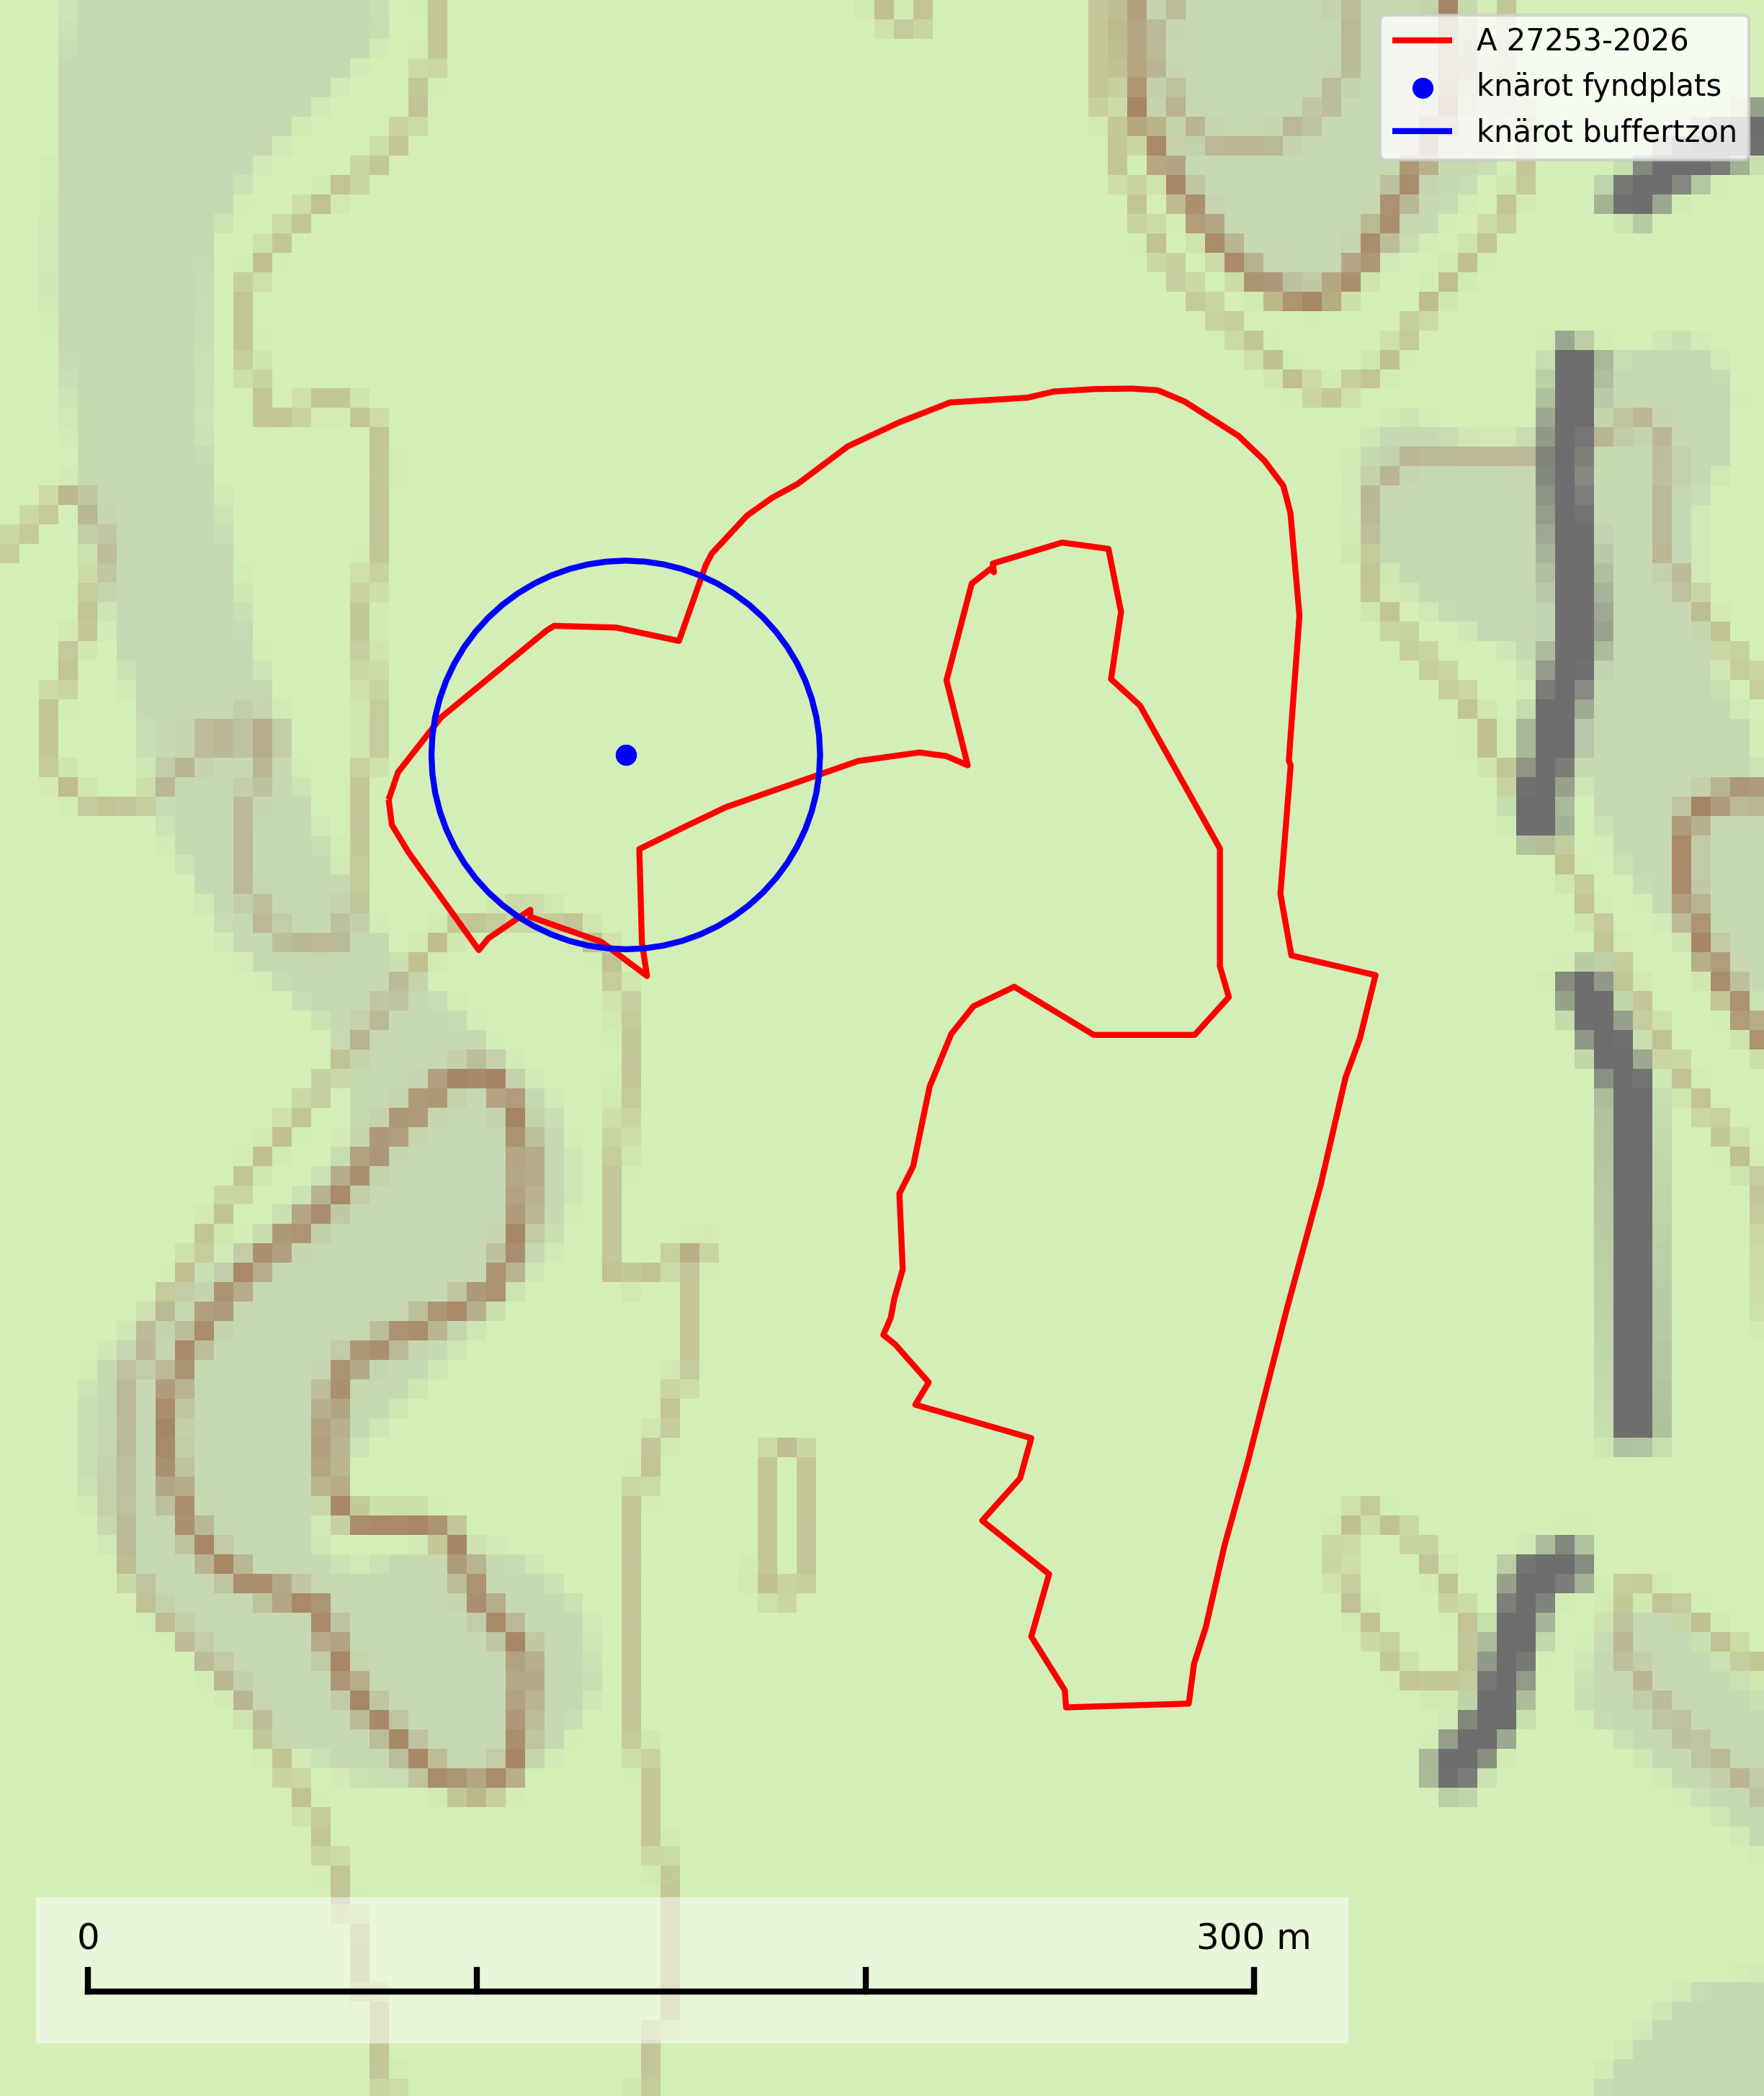 A 27253-2026
knärot fyndplats
knärot buffertzon
0
300 m